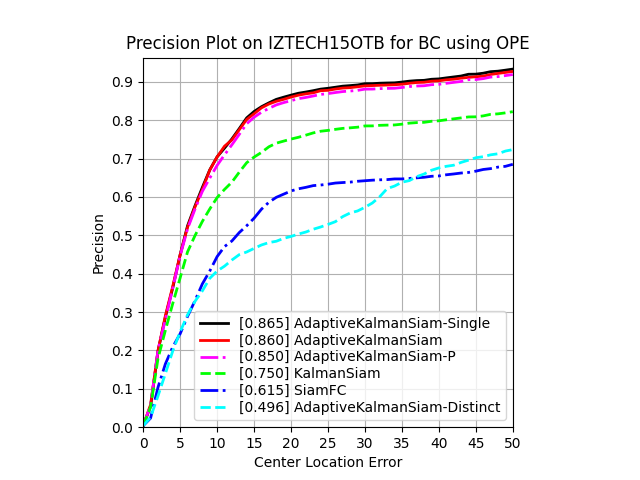 Precision Plot on IZTECH15OTB for BC using OPE
Precision
0.9
0.8
0.7
0.6
0.5
0.4
0.3
0.2
0.1
0.0
[0.865] AdaptiveKalmanSiam-Single
[0.860] AdaptiveKalmanSiam
[0.850] AdaptiveKalmanSiam-P
[0.750] KalmanSiam
[0.615] SiamFC
[0.496] AdaptiveKalmanSiam-Distinct
0 5 10 15 20 25 30 35 40 45 50
Center Location Error